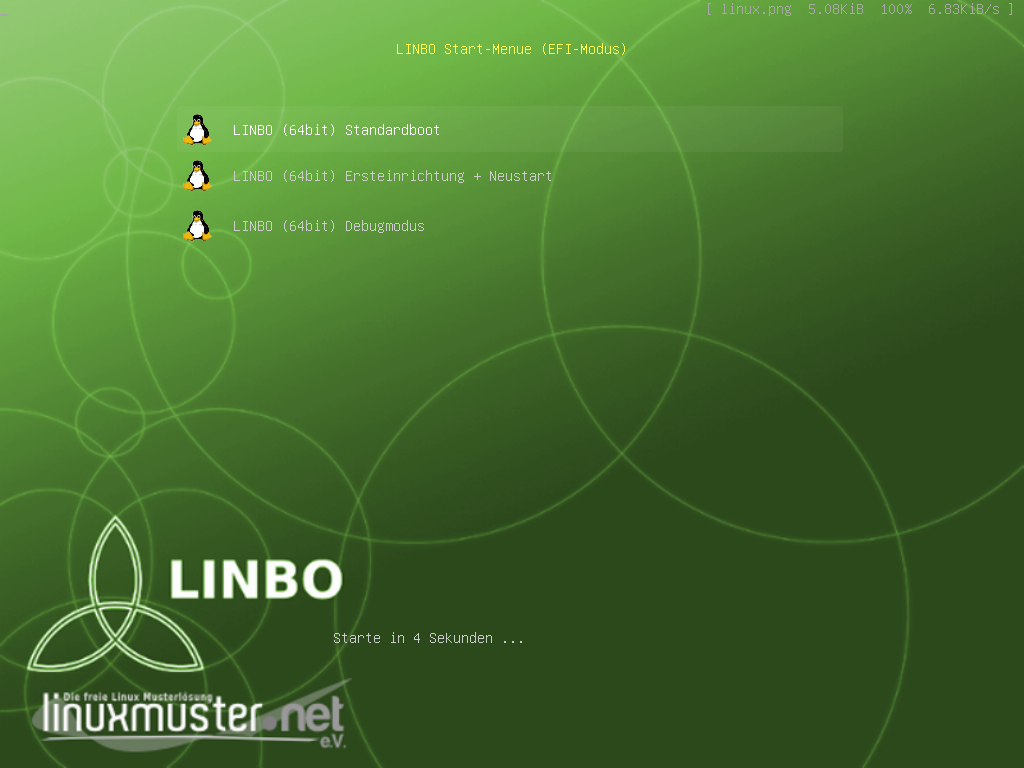 [ linux.png  5.08KiB  100%  6.83KiB/s ]
LINBO Start-Menue (EFI-Modus)
LINBO (64bit) Standardboot
LINBO (64bit) Ersteinrichtung + Neustart
LINBO (64bit) Debugmodus
LINBO
Starte in 4 Sekunden ...
Die freie Linux Musterlösung
linuxmuster.net
e.V.